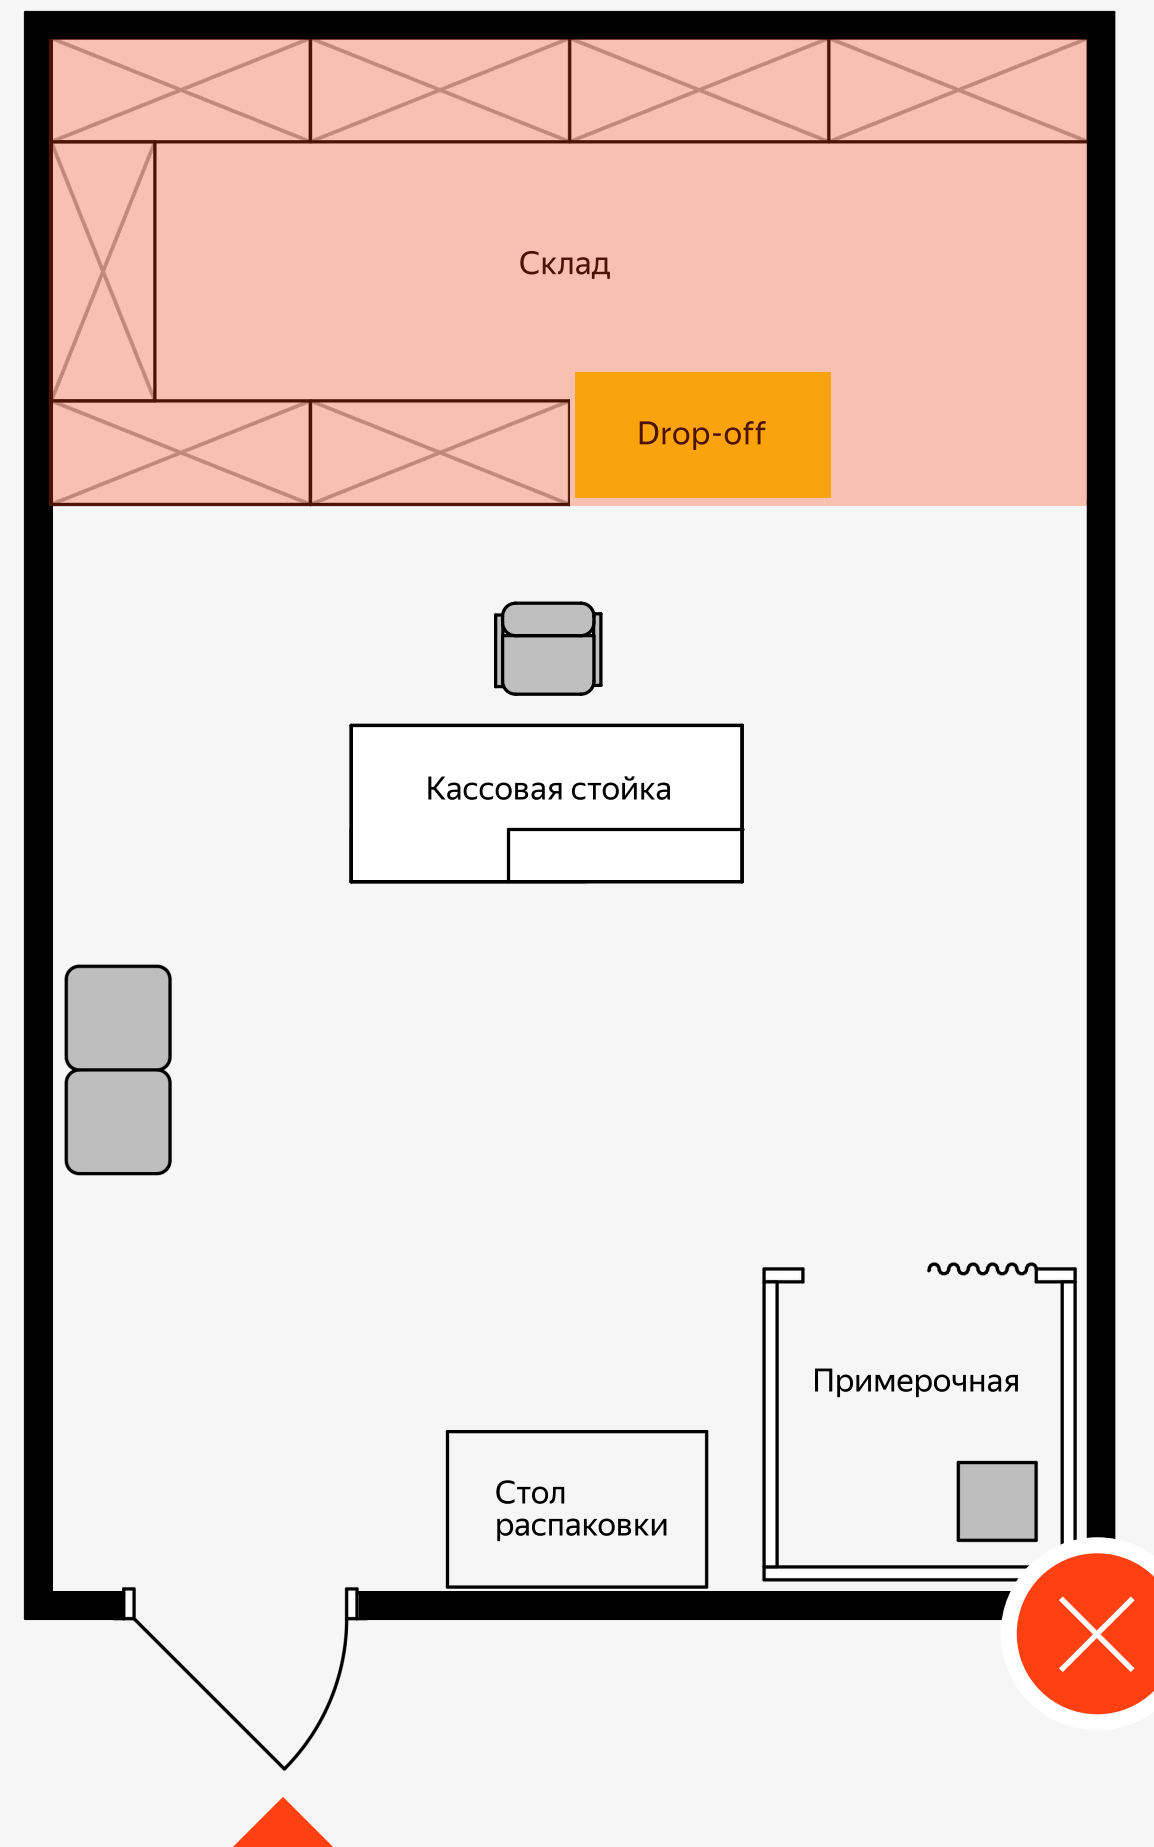 Склад
Drop-off
Кассовая стойка
Примерочная
Стол
распаковки